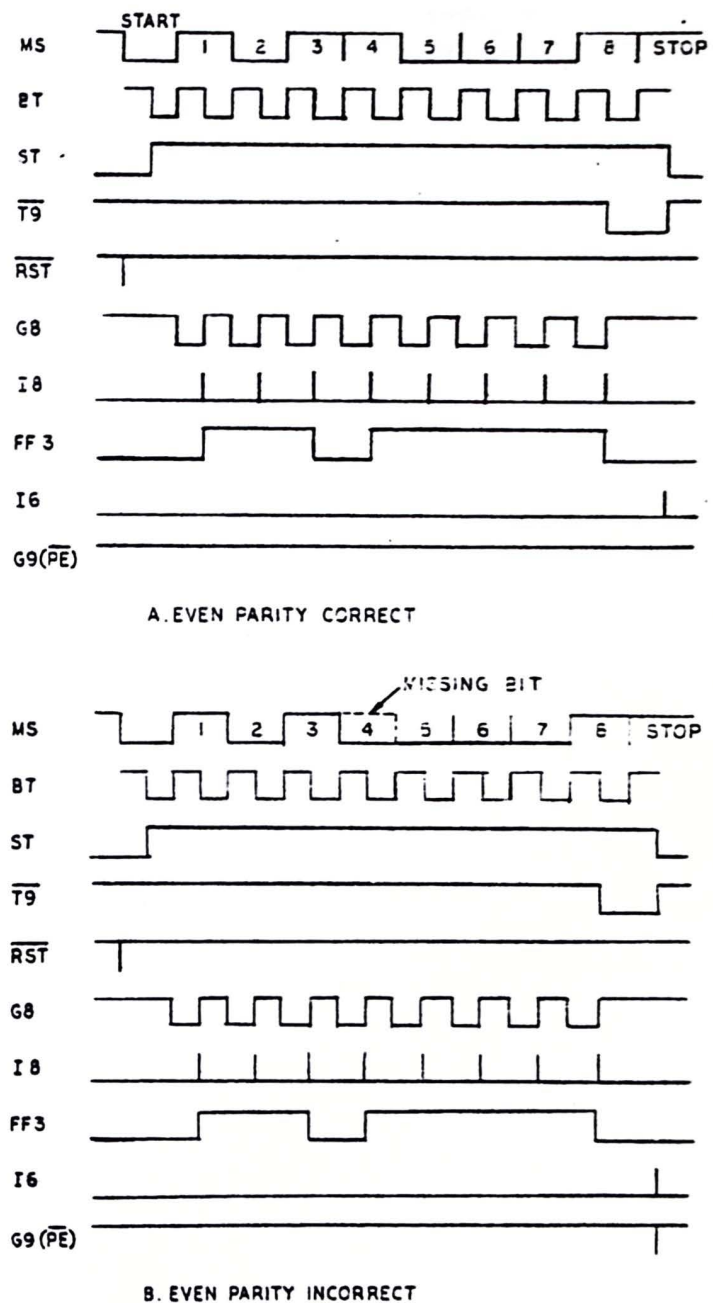 START
MS 1 2 3 4 5 6 7 8 STOP
BT
ST
T9
RST
G8
I8
FF3
I6
G9(PE)
A. EVEN PARITY CORRECT
MISSING BIT
MS 1 2 3 4 5 6 7 8 STOP
BT
ST
T9
RST
G8
I8
FF3
I6
G9(PE)
B. EVEN PARITY INCORRECT